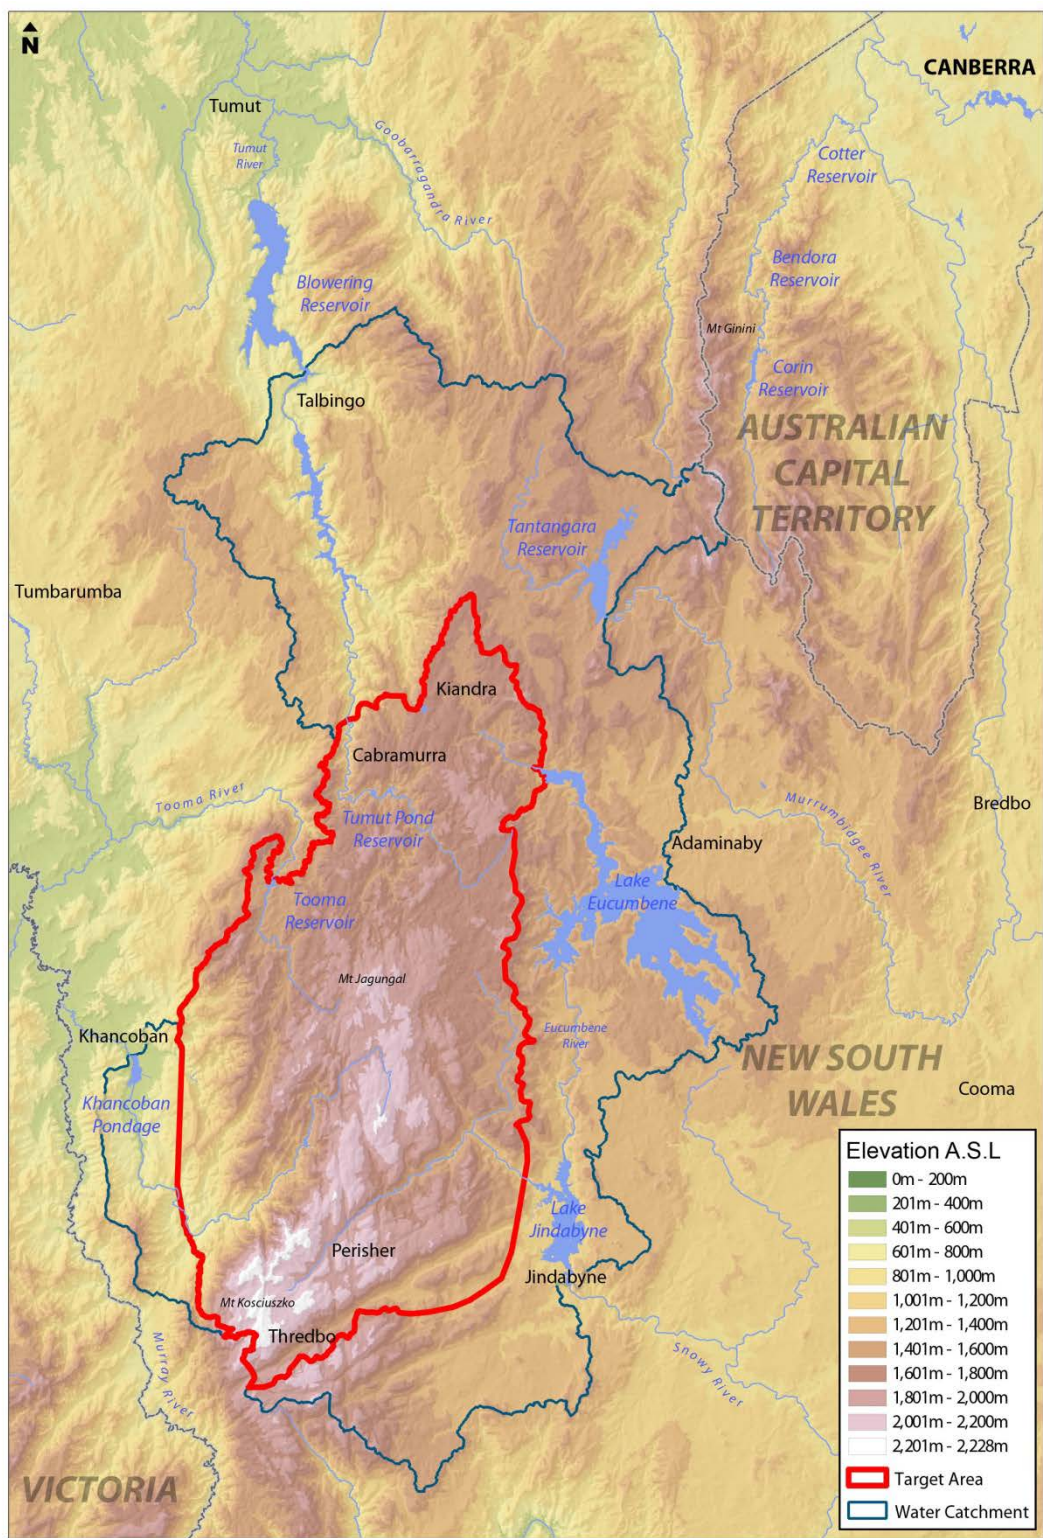 N
CANBERRA
Tumut
Tumut
River
Goobarragandra River
Cotter
Reservoir
Bendora
Reservoir
Blowering
Reservoir
Mt Ginini
Corin
Reservoir
Talbingo
AUSTRALIAN
CAPITAL
TERRITORY
Tantangara
Reservoir
Tumbarumba
Kiandra
Cabramurra
Tooma River
Murrumbidgee River
Bredbo
Tumut Pond
Reservoir
Adaminaby
Lake
Eucumbene
Tooma
Reservoir
Mt Jagungal
Khancoban
Eucumbene
River
NEW SOUTH
WALES
Cooma
Khancoban
Pondage
Lake
Jindabyne
Perisher
Jindabyne
Mt Kosciuszko
Thredbo
Murray River
Snowy River
VICTORIA
Elevation A.S.L
0m - 200m
201m - 400m
401m - 600m
601m - 800m
801m - 1,000m
1,001m - 1,200m
1,201m - 1,400m
1,401m - 1,600m
1,601m - 1,800m
1,801m - 2,000m
2,001m - 2,200m
2,201m - 2,228m
Target Area
Water Catchment